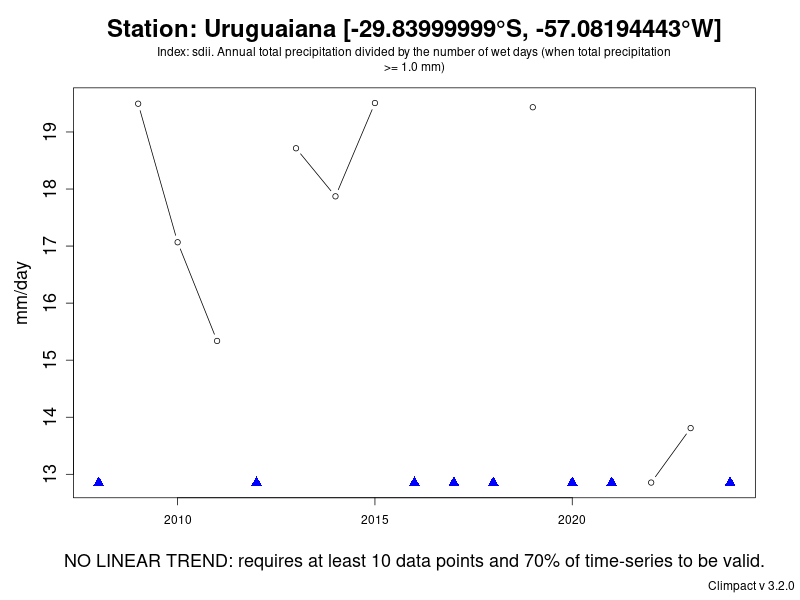 Station: Uruguaiana [-29.83999999°S, -57.08194443°W]
Index: sdii. Annual total precipitation divided by the number of wet days (when total precipitation
>= 1.0 mm)
19
18
17
16
15
14
13
mm/day
2010 2015 2020
NO LINEAR TREND: requires at least 10 data points and 70% of time-series to be valid.
Climpact v 3.2.0